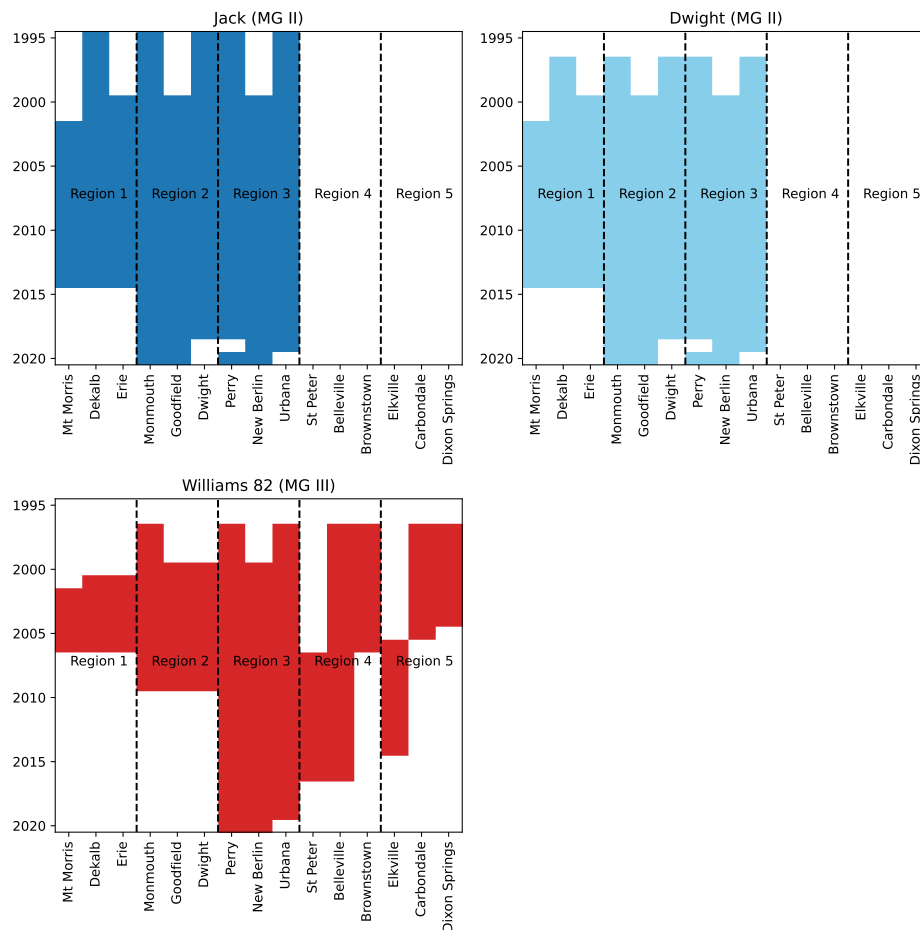 Jack (MG II)
1995
2000
2005
2010
2015
2020
Region 1 Region 2 Region 3 Region 4 Region 5
Mt Morris Dekalb Erie Monmouth Goodfield Dwight Perry New Berlin Urbana St Peter Belleville Brownstown Elkville Carbondale Dixon Springs
Dwight (MG II)
1995
2000
2005
2010
2015
2020
Region 1 Region 2 Region 3 Region 4 Region 5
Mt Morris Dekalb Erie Monmouth Goodfield Dwight Perry New Berlin Urbana St Peter Belleville Brownstown Elkville Carbondale Dixon Springs
Williams 82 (MG III)
1995
2000
2005
2010
2015
2020
Region 1 Region 2 Region 3 Region 4 Region 5
Mt Morris Dekalb Erie Monmouth Goodfield Dwight Perry New Berlin Urbana St Peter Belleville Brownstown Elkville Carbondale Dixon Springs